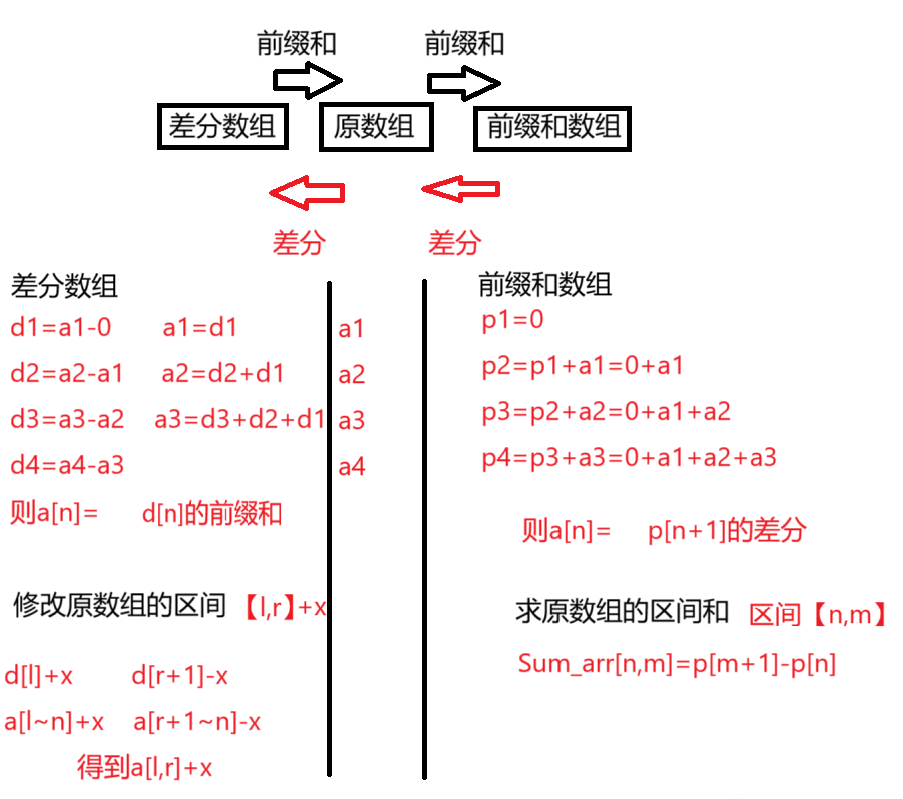 前缀和 前缀和
差分数组 原数组 前缀和数组
差分 差分
差分数组
d1=a1-0 a1=d1
d2=a2-a1 a2=d2+d1
d3=a3-a2 a3=d3+d2+d1
d4=a4-a3
则a[n]= d[n]的前缀和
修改原数组的区间 【l,r】+x
d[l]+x d[r+1]-x
a[l~n]+x a[r+1~n]-x
得到a[l,r]+x
a1
a2
a3
a4
前缀和数组
p1=0
p2=p1+a1=0+a1
p3=p2+a2=0+a1+a2
p4=p3+a3=0+a1+a2+a3
则a[n]= p[n+1]的差分
求原数组的区间和 区间【n,m】
Sum_arr[n,m]=p[m+1]-p[n]